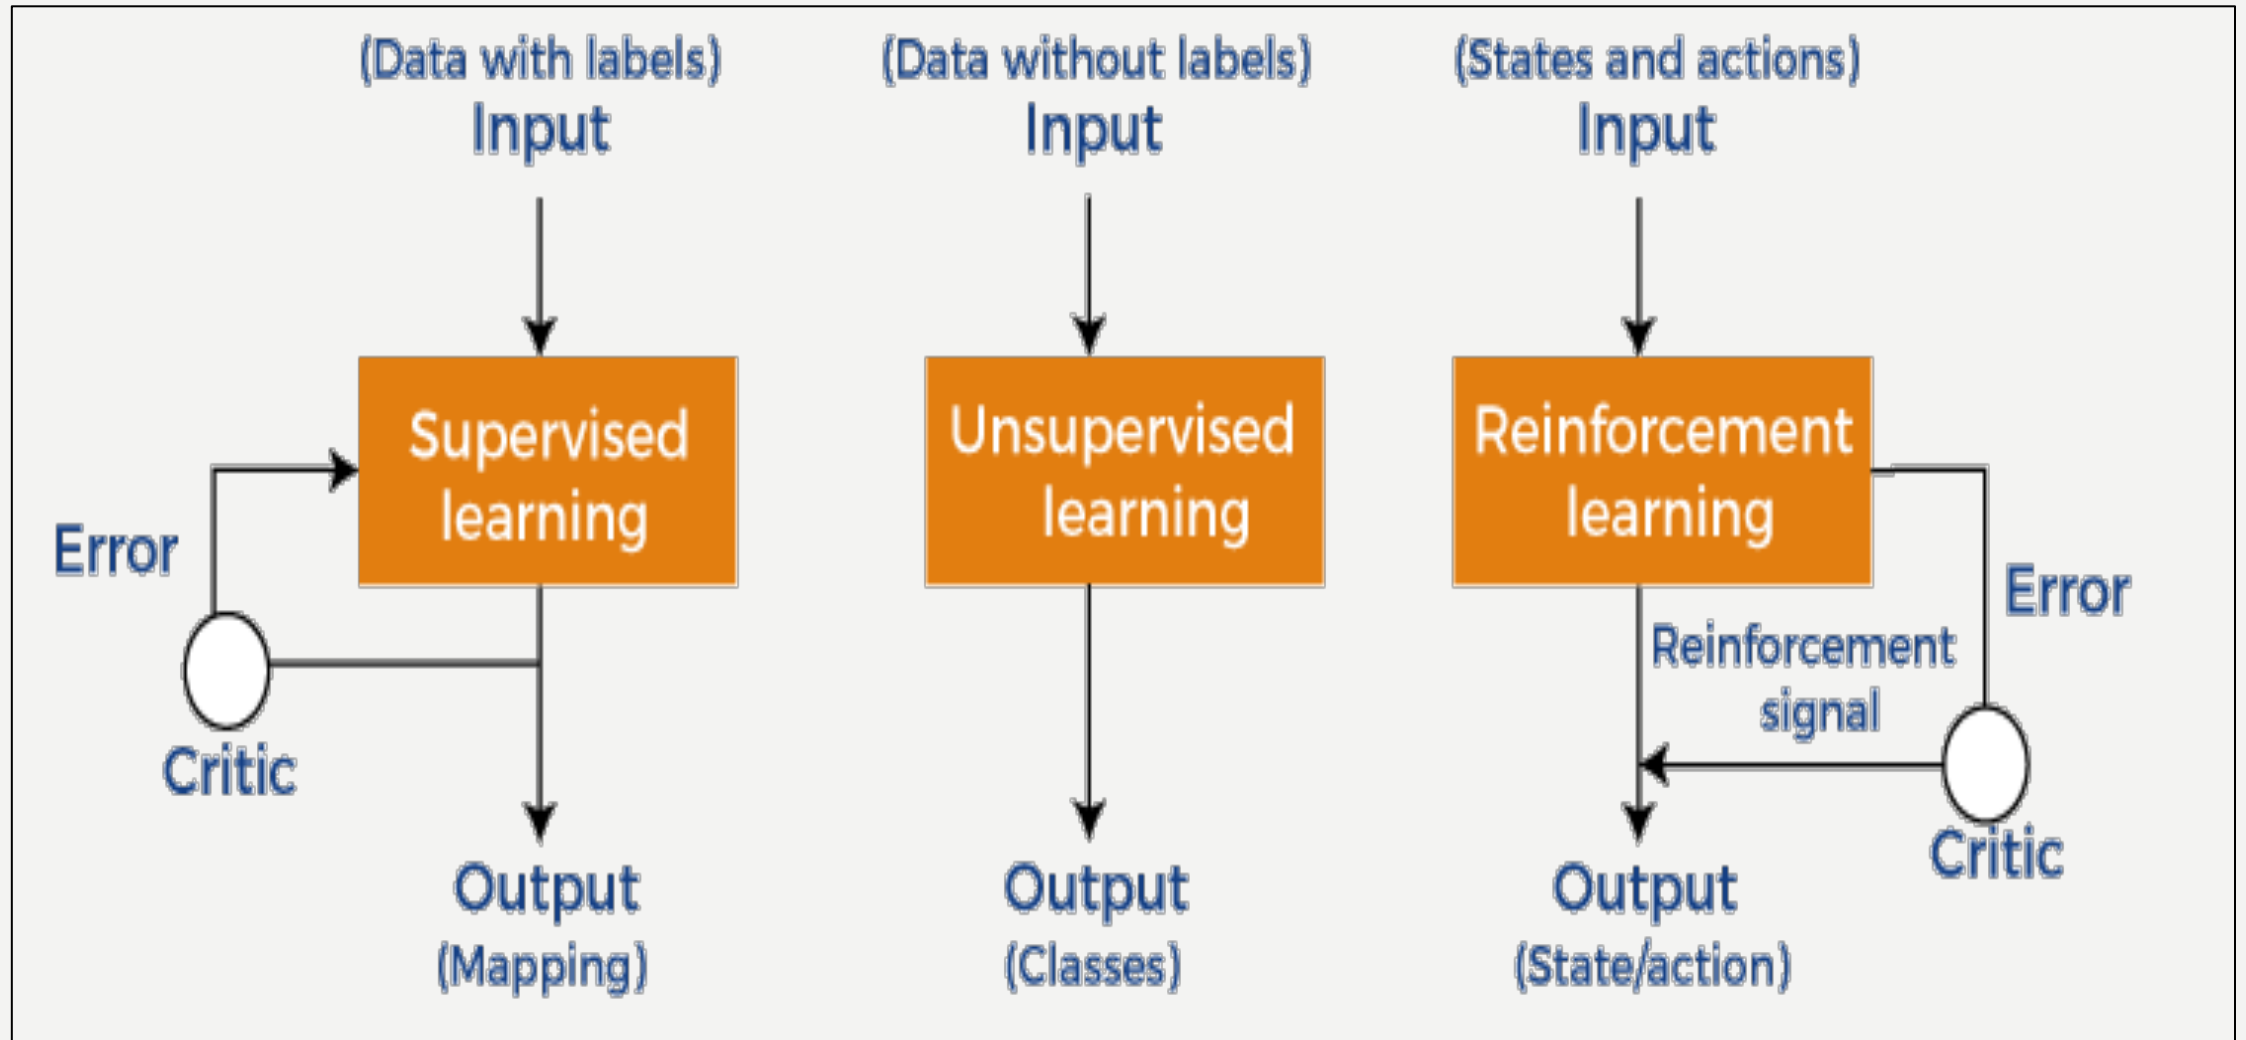 (Data with labels)
Input
Supervised
learning
Error
Critic
Output
(Mapping)
(Data without labels)
Input
Unsupervised
learning
Output
(Classes)
(States and actions)
Input
Reinforcement
learning
Error
Reinforcement
signal
Critic
Output
(State/action)